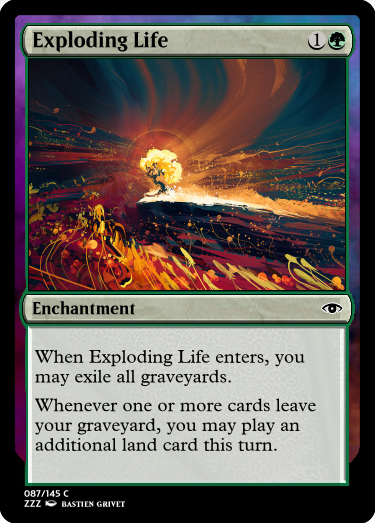 Exploding Life 1
Enchantment
When Exploding Life enters, you
may exile all graveyards.
Whenever one or more cards leave
your graveyard, you may play an
additional land card this turn.
087/145 C
ZZZ BASTIEN GRIVET